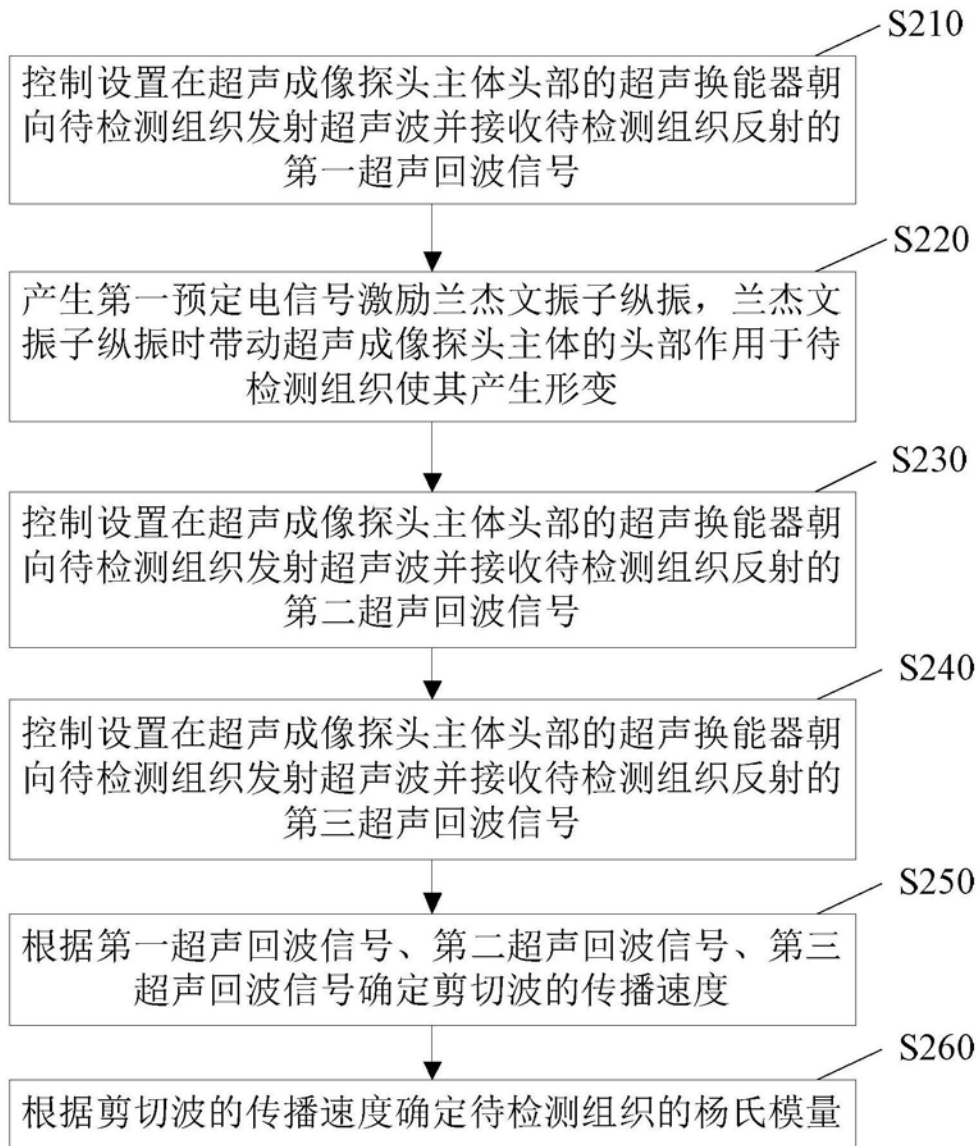 S210
控制设置在超声成像探头主体头部的超声换能器朝
向待检测组织发射超声波并接收待检测组织反射的
第一超声回波信号
S220
产生第一预定电信号激励兰杰文振子纵振，兰杰文
振子纵振时带动超声成像探头主体的头部作用于待
检测组织使其产生形变
S230
控制设置在超声成像探头主体头部的超声换能器朝
向待检测组织发射超声波并接收待检测组织反射的
第二超声回波信号
S240
控制设置在超声成像探头主体头部的超声换能器朝
向待检测组织发射超声波并接收待检测组织反射的
第三超声回波信号
S250
根据第一超声回波信号、第二超声回波信号、第三
超声回波信号确定剪切波的传播速度
S260
根据剪切波的传播速度确定待检测组织的杨氏模量